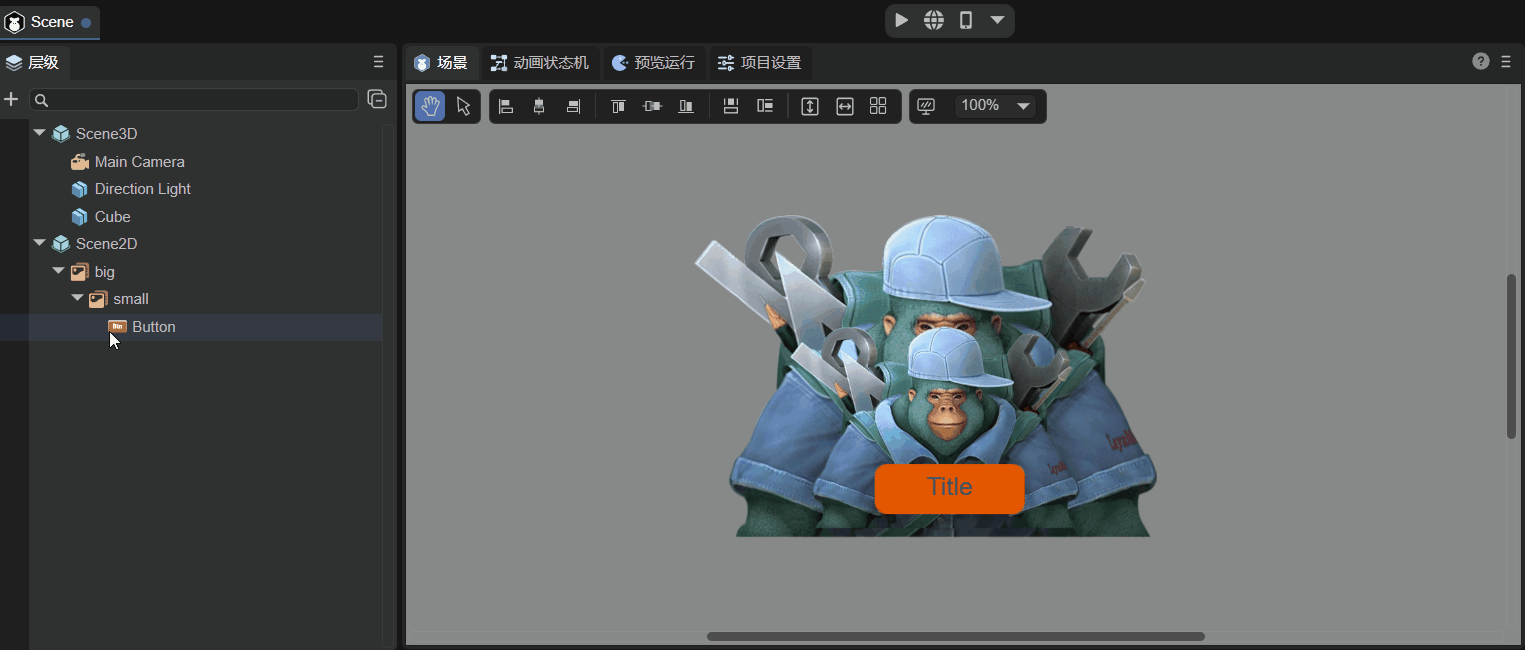 Scene
层级
场景
动画状态机
预览运行
项目设置
?
100%
Scene3D
Main Camera
Direction Light
Cube
Scene2D
big
small
Button
Title